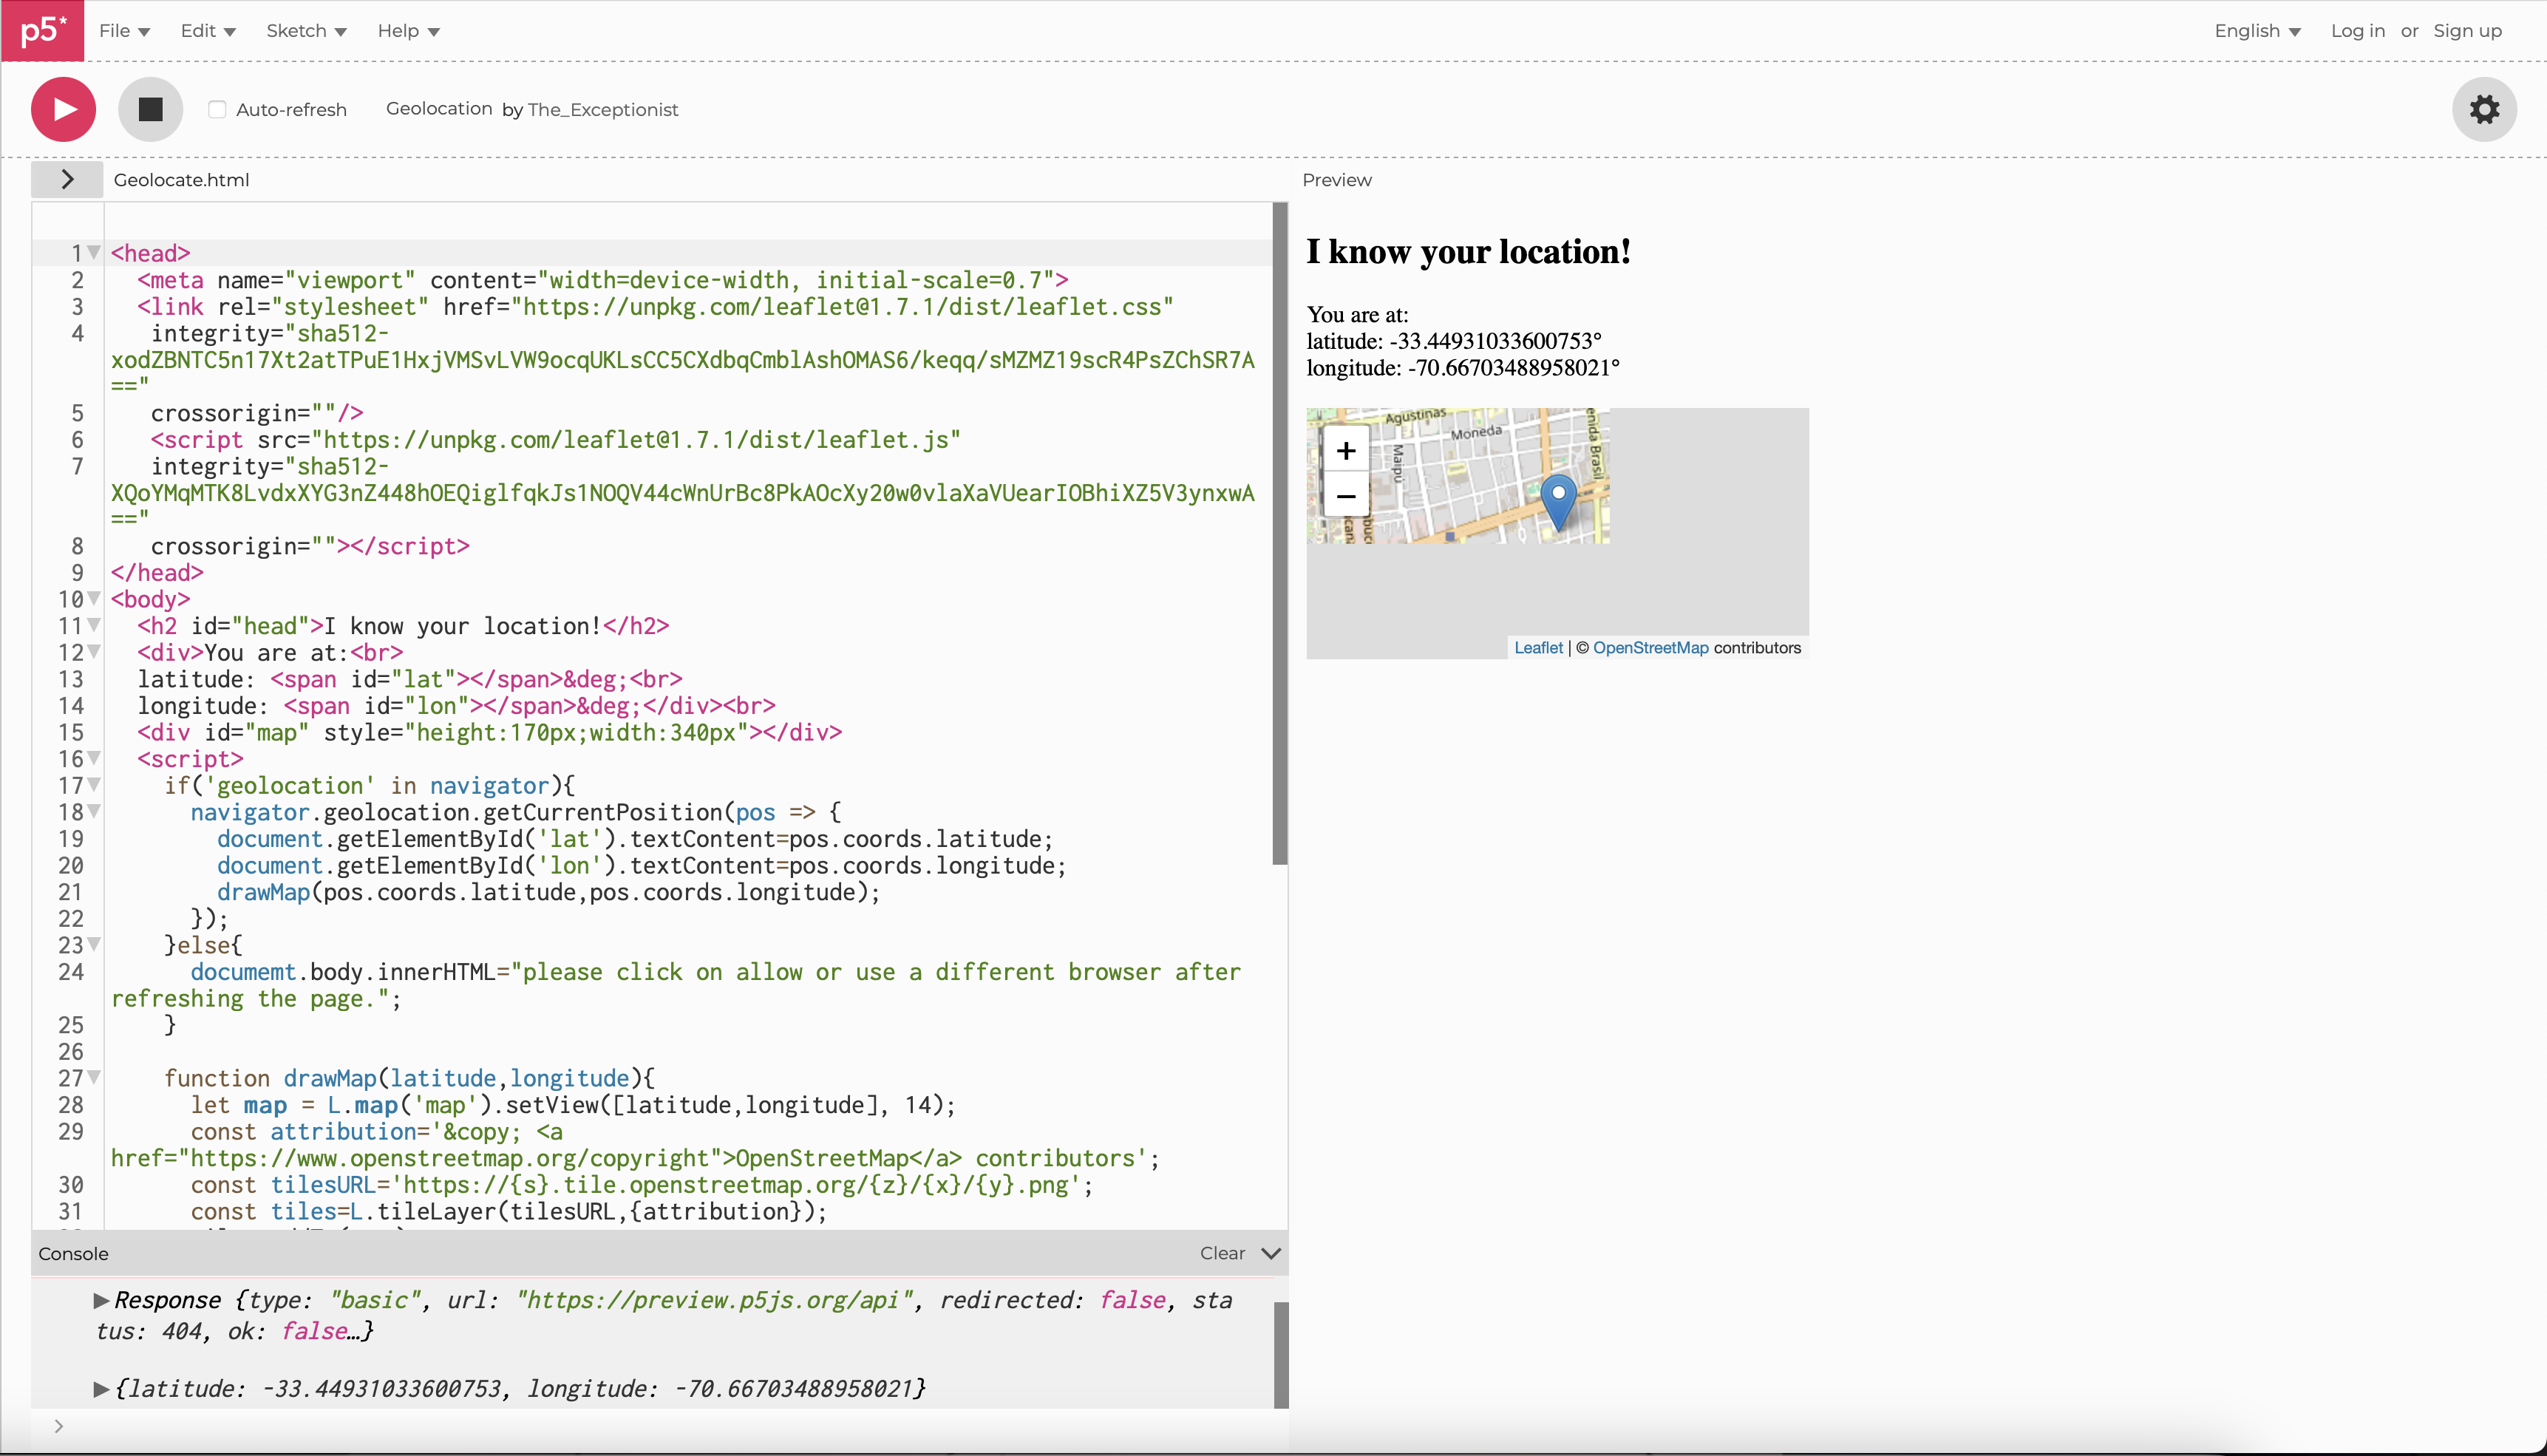 p5*
File Edit Sketch Help English Log in or Sign up
Auto-refresh Geolocation by The_Exceptionist
Geolocate.html
1 <head>
2 <meta name="viewport" content="width=device-width, initial-scale=0.7">
3 <link rel="stylesheet" href="https://unpkg.com/leaflet@1.7.1/dist/leaflet.css"
4 integrity="sha512-
xodZBNTC5n17Xt2atTPuE1HxjVMSvLVW9ocqUKLsCC5CXdbqCmblAshOMAS6/keqq/sMZMZ19scR4PsZChSR7A
=="
5 crossorigin=""/>
6 <script src="https://unpkg.com/leaflet@1.7.1/dist/leaflet.js"
7 integrity="sha512-
XQoYMqMTK8LvdxXYG3nZ448hOEQiglfqkJs1NOQV44cWnUrBc8PkAOcXy20w0vlaXaVUearIOBhiXZ5V3ynxwA
=="
8 crossorigin=""></script>
9 </head>
10 <body>
11 <h2 id="head">I know your location!</h2>
12 <div>You are at:<br>
13 latitude: <span id="lat"></span>&deg;<br>
14 longitude: <span id="lon"></span>&deg;</div><br>
15 <div id="map" style="height:170px;width:340px"></div>
16 <script>
17 if('geolocation' in navigator){
18 navigator.geolocation.getCurrentPosition(pos => {
19 document.getElementById('lat').textContent=pos.coords.latitude;
20 document.getElementById('lon').textContent=pos.coords.longitude;
21 drawMap(pos.coords.latitude,pos.coords.longitude);
22 });
23 }else{
24 documemt.body.innerHTML="please click on allow or use a different browser after
refreshing the page.";
25 }
26
27 function drawMap(latitude,longitude){
28 let map = L.map('map').setView([latitude,longitude], 14);
29 const attribution='&copy; <a
href="https://www.openstreetmap.org/copyright">OpenStreetMap</a> contributors';
30 const tilesURL='https://{s}.tile.openstreetmap.org/{z}/{x}/{y}.png';
31 const tiles=L.tileLayer(tilesURL,{attribution});
Console Clear
Response {type: "basic", url: "https://preview.p5js.org/api", redirected: false, sta
tus: 404, ok: false…}
{latitude: -33.44931033600753, longitude: -70.66703488958021}
Preview
I know your location!
You are at:
latitude: -33.44931033600753°
longitude: -70.66703488958021°
Agustinas
Moneda
Maipú
enida Brasil
+
−
Leaflet | © OpenStreetMap contributors